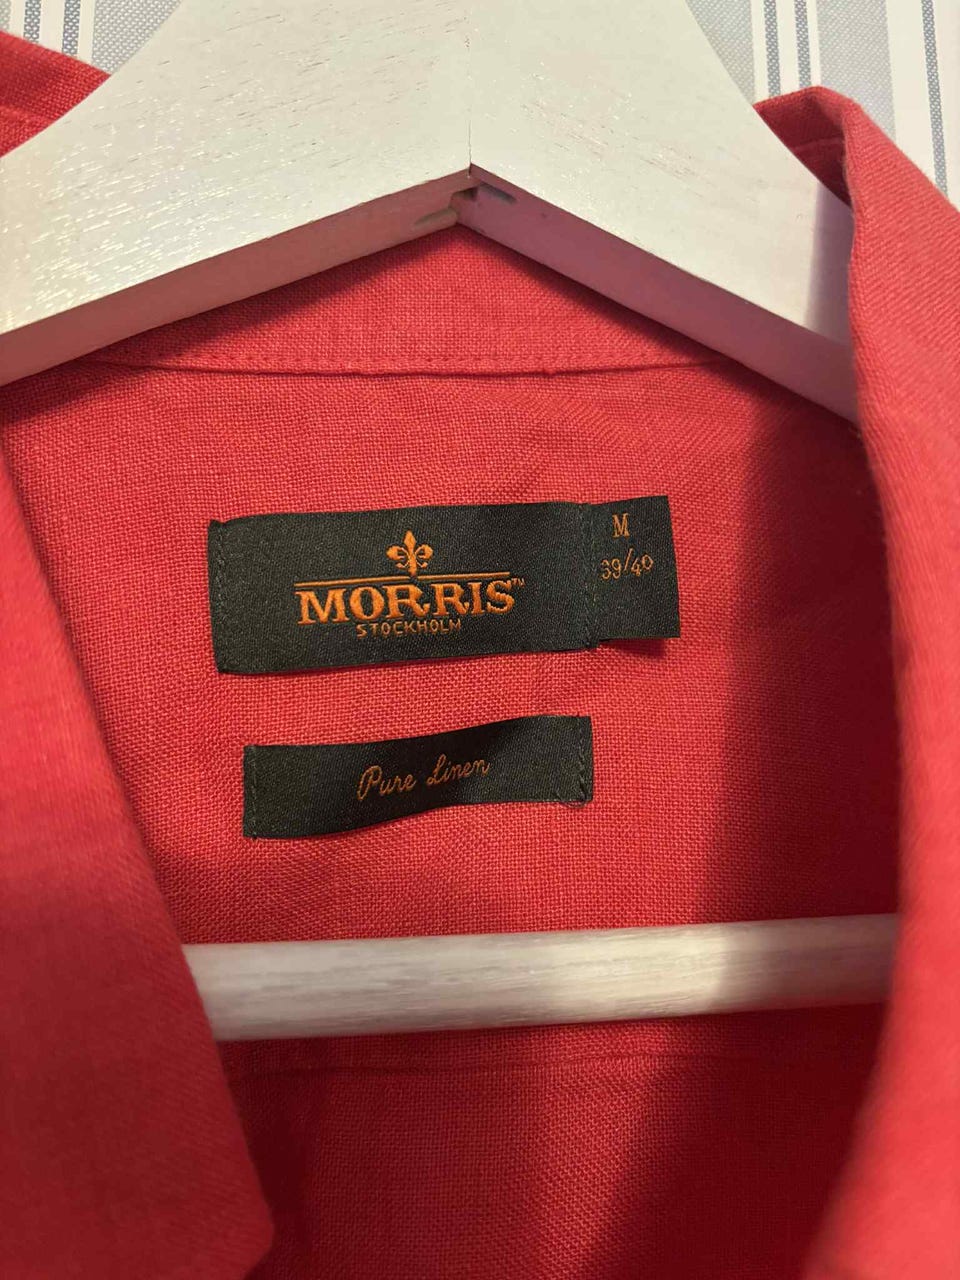 MORRIS™
STOCKHOLM
M
39/40
Pure Linen